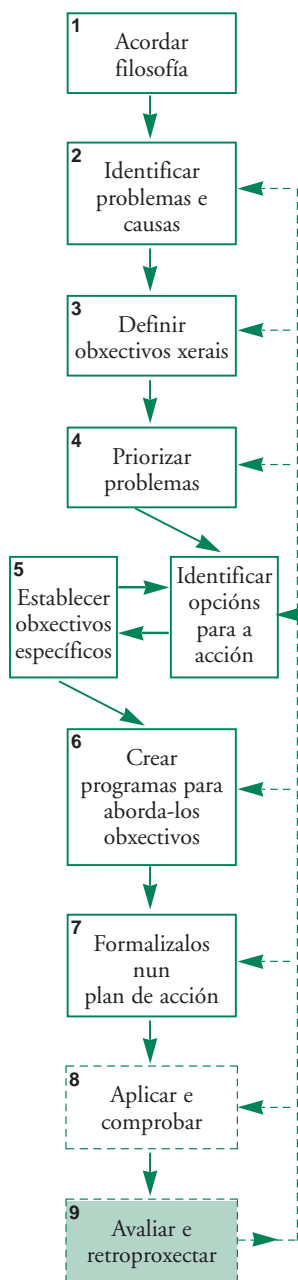 1
Acordar
filosofía
2
Identificar
problemas e
causas
3
Definir
obxectivos xerais
4
Priorizar
problemas
5
Establecer
obxectivos
específicos
Identificar
opcións
para a
acción
6
Crear
programas para
aborda-los
obxectivos
7
Formalizalos
nun
plan de acción
8
Aplicar e
comprobar
9
Avaliar e
retroproxectar